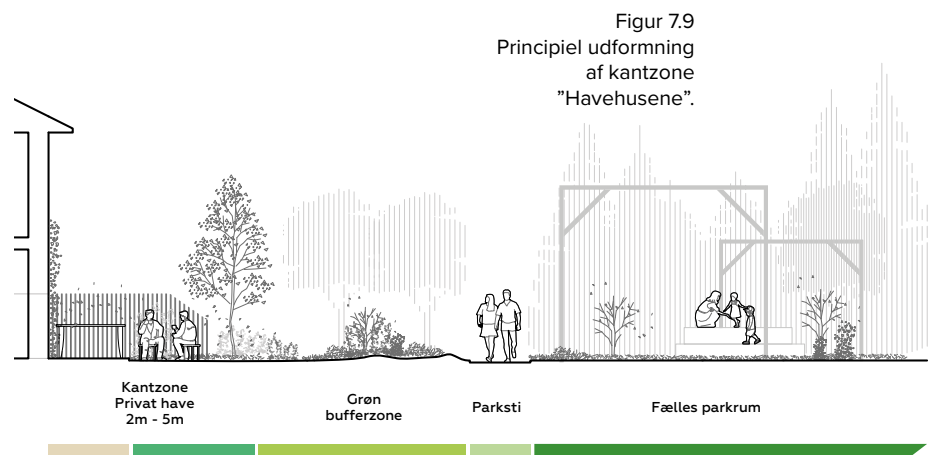 Figur 7.9
Principiel udformning
af kantzone
”Havehusene”.
Kantzone
Privat have
2m - 5m
Grøn
bufferzone
Parksti
Fælles parkrum